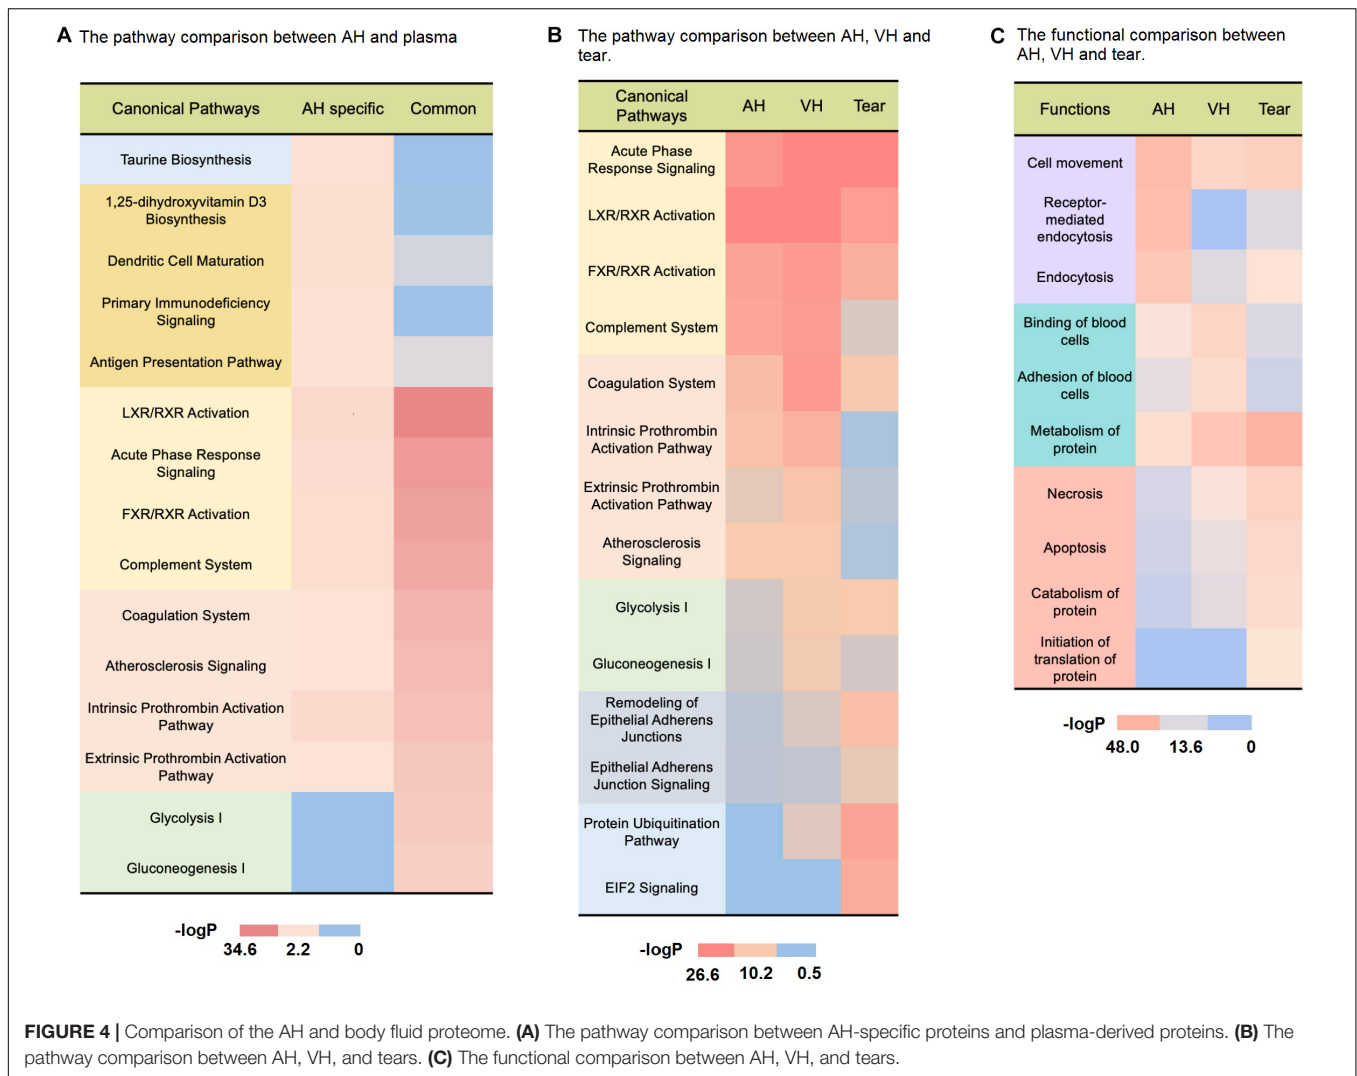 A The pathway comparison between AH and plasma
Canonical Pathways AH specific Common
Taurine Biosynthesis
1,25-dihydroxyvitamin D3
Biosynthesis
Dendritic Cell Maturation
Primary Immunodeficiency
Signaling
Antigen Presentation Pathway
LXR/RXR Activation
Acute Phase Response
Signaling
FXR/RXR Activation
Complement System
Coagulation System
Atherosclerosis Signaling
Intrinsic Prothrombin Activation
Pathway
Extrinsic Prothrombin Activation
Pathway
Glycolysis I
Gluconeogenesis I
-logP
34.6 2.2 0
B The pathway comparison between AH, VH and
tear.
Canonical
Pathways
AH VH Tear
Acute Phase
Response Signaling
LXR/RXR Activation
FXR/RXR Activation
Complement System
Coagulation System
Intrinsic Prothrombin
Activation Pathway
Extrinsic Prothrombin
Activation Pathway
Atherosclerosis
Signaling
Glycolysis I
Gluconeogenesis I
Remodeling of
Epithelial Adherens
Junctions
Epithelial Adherens
Junction Signaling
Protein Ubiquitination
Pathway
EIF2 Signaling
-logP
26.6 10.2 0.5
C The functional comparison between
AH, VH and tear.
Functions AH VH Tear
Cell movement
Receptor-
mediated
endocytosis
Endocytosis
Binding of blood
cells
Adhesion of blood
cells
Metabolism of
protein
Necrosis
Apoptosis
Catabolism of
protein
Initiation of
translation of
protein
-logP
48.0 13.6 0
FIGURE 4 | Comparison of the AH and body fluid proteome. (A) The pathway comparison between AH-specific proteins and plasma-derived proteins. (B) The
pathway comparison between AH, VH, and tears. (C) The functional comparison between AH, VH, and tears.